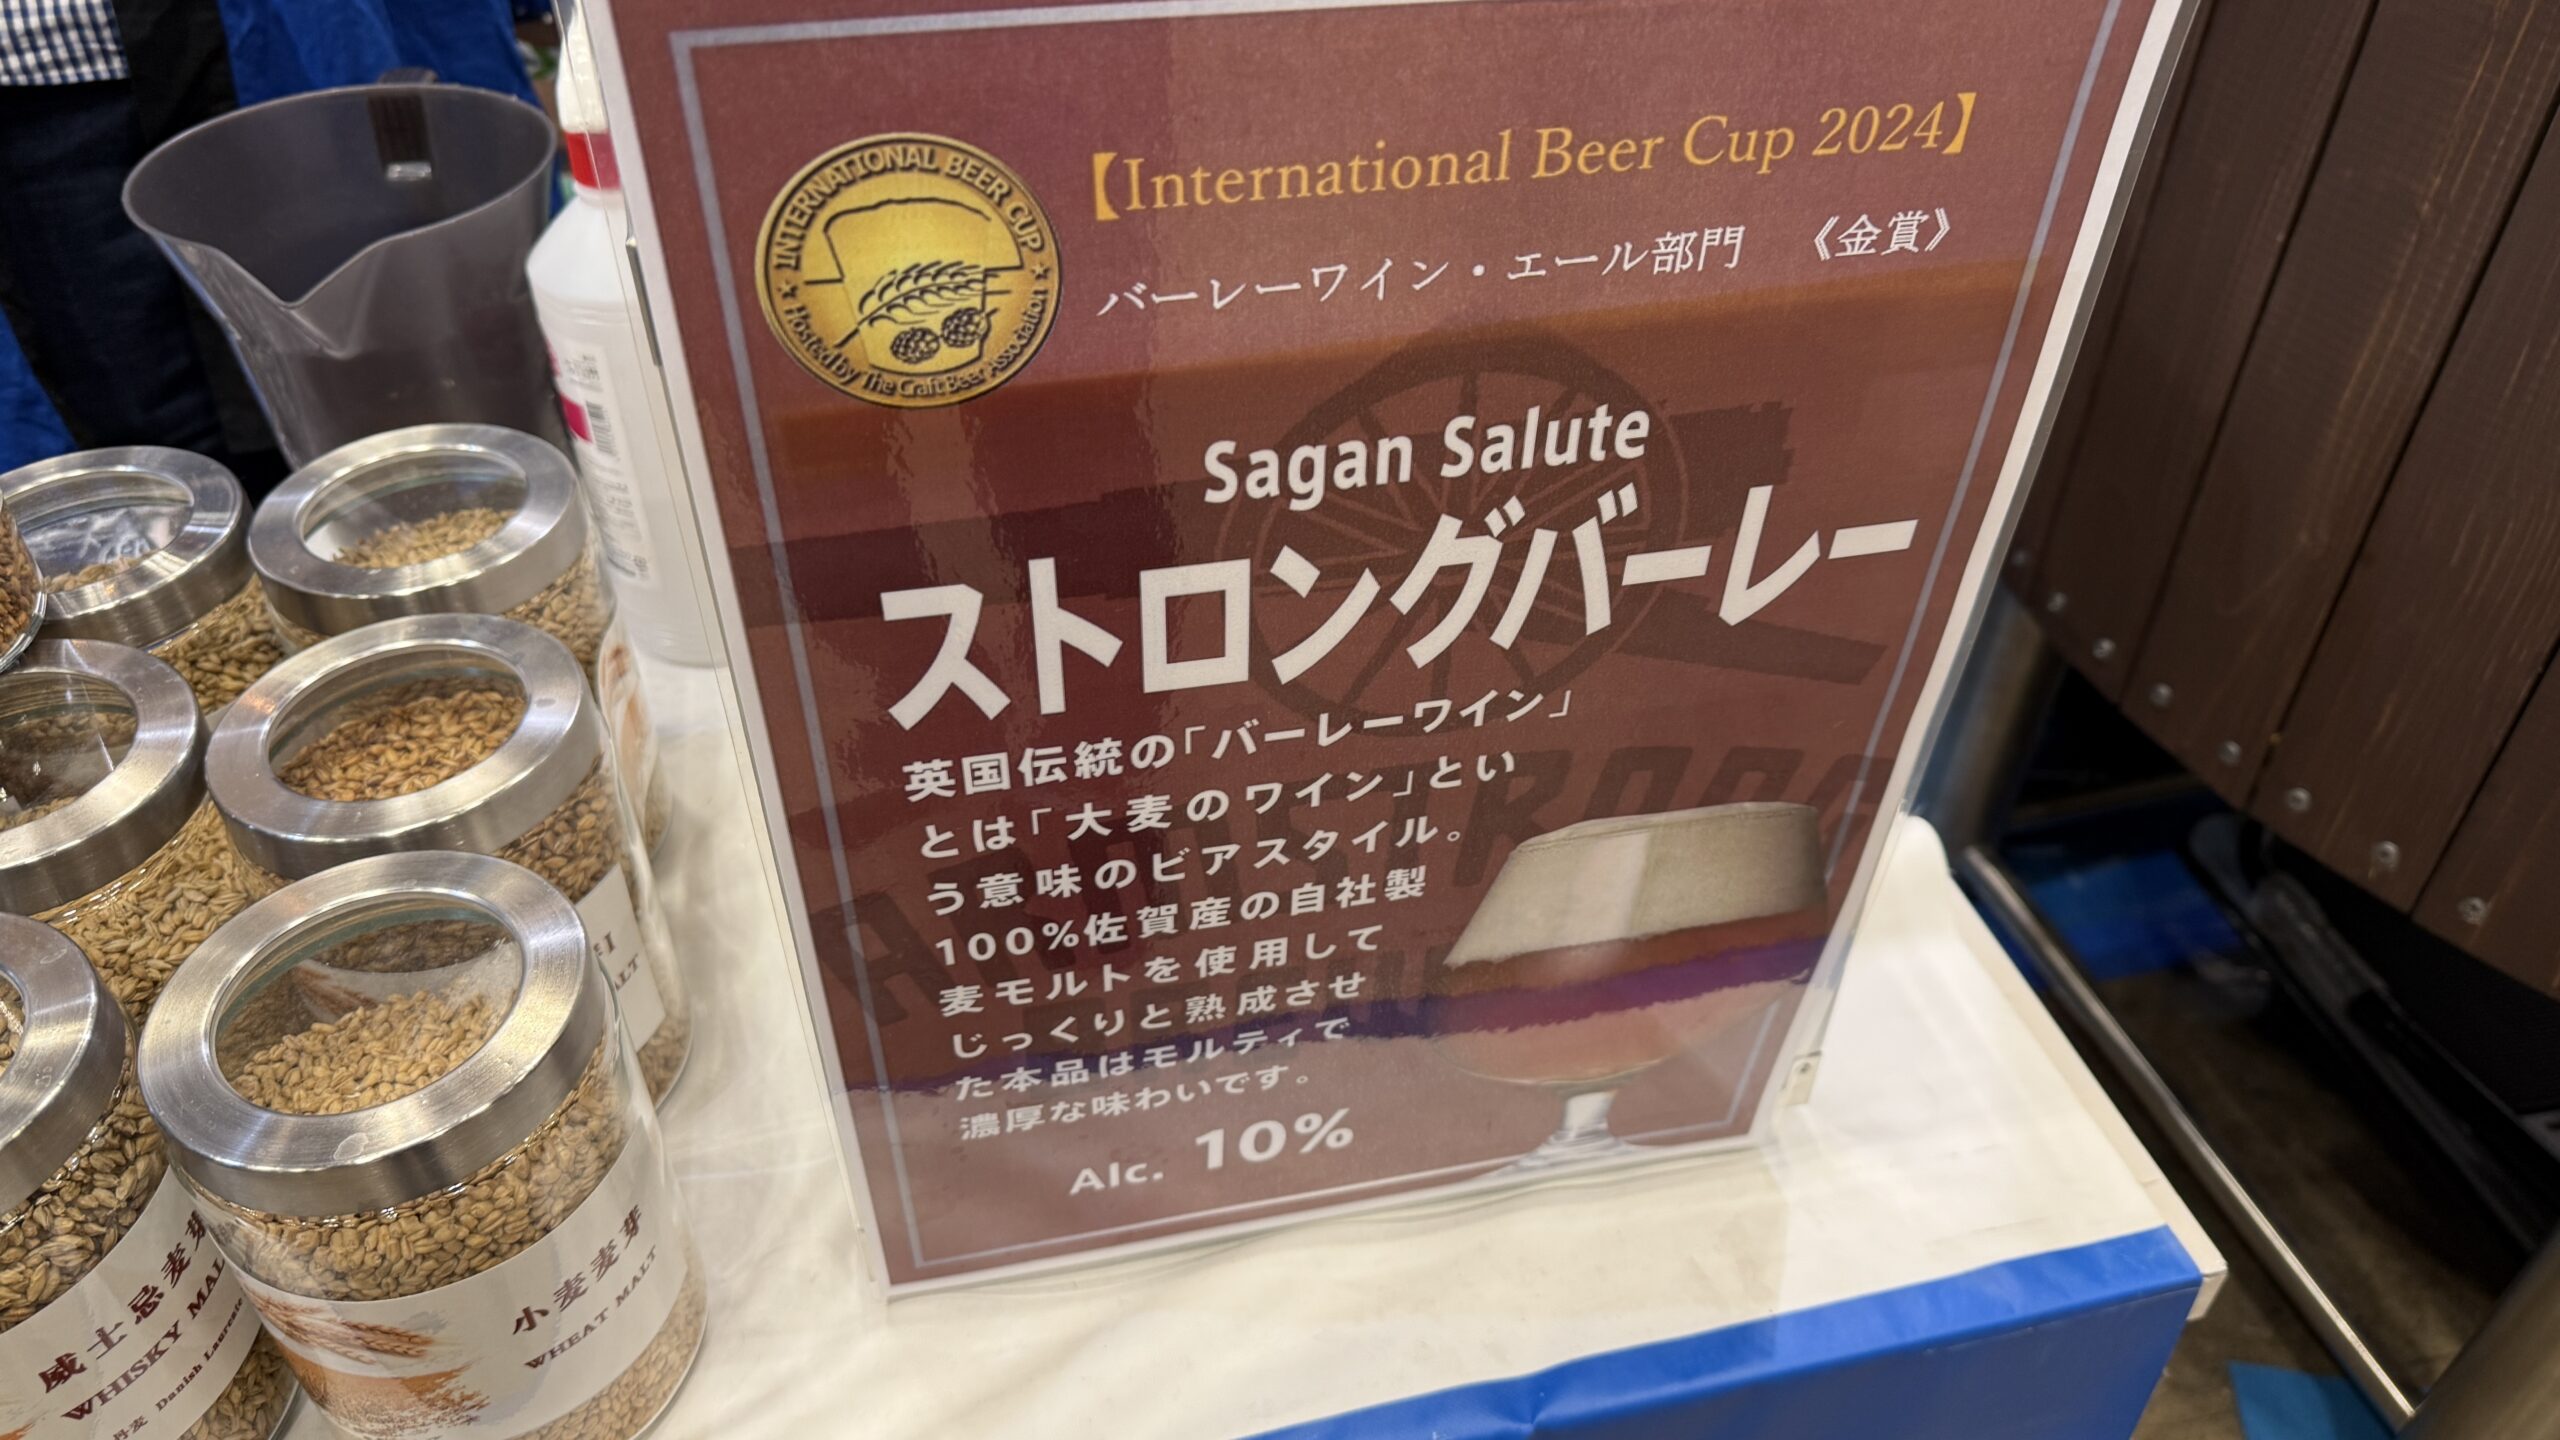 INTERNATIONAL BEER CUP
Hosted by The Craft Beer Association
【International Beer Cup 2024】
バーレーワイン・エール部門　《金賞》
Sagan Salute
ストロングバーレー
英国伝統の「バーレーワイン」
とは「大麦のワイン」とい
う意味のビアスタイル。
100%佐賀産の自社製
麦モルトを使用して
じっくりと熟成させ
た本品はモルティで
濃厚な味わいです。
Alc. 10%
小麦麦芽
WHEAT MALT
威士忌麦芽
WHISKY MAL
丹麦 Danish Laureate